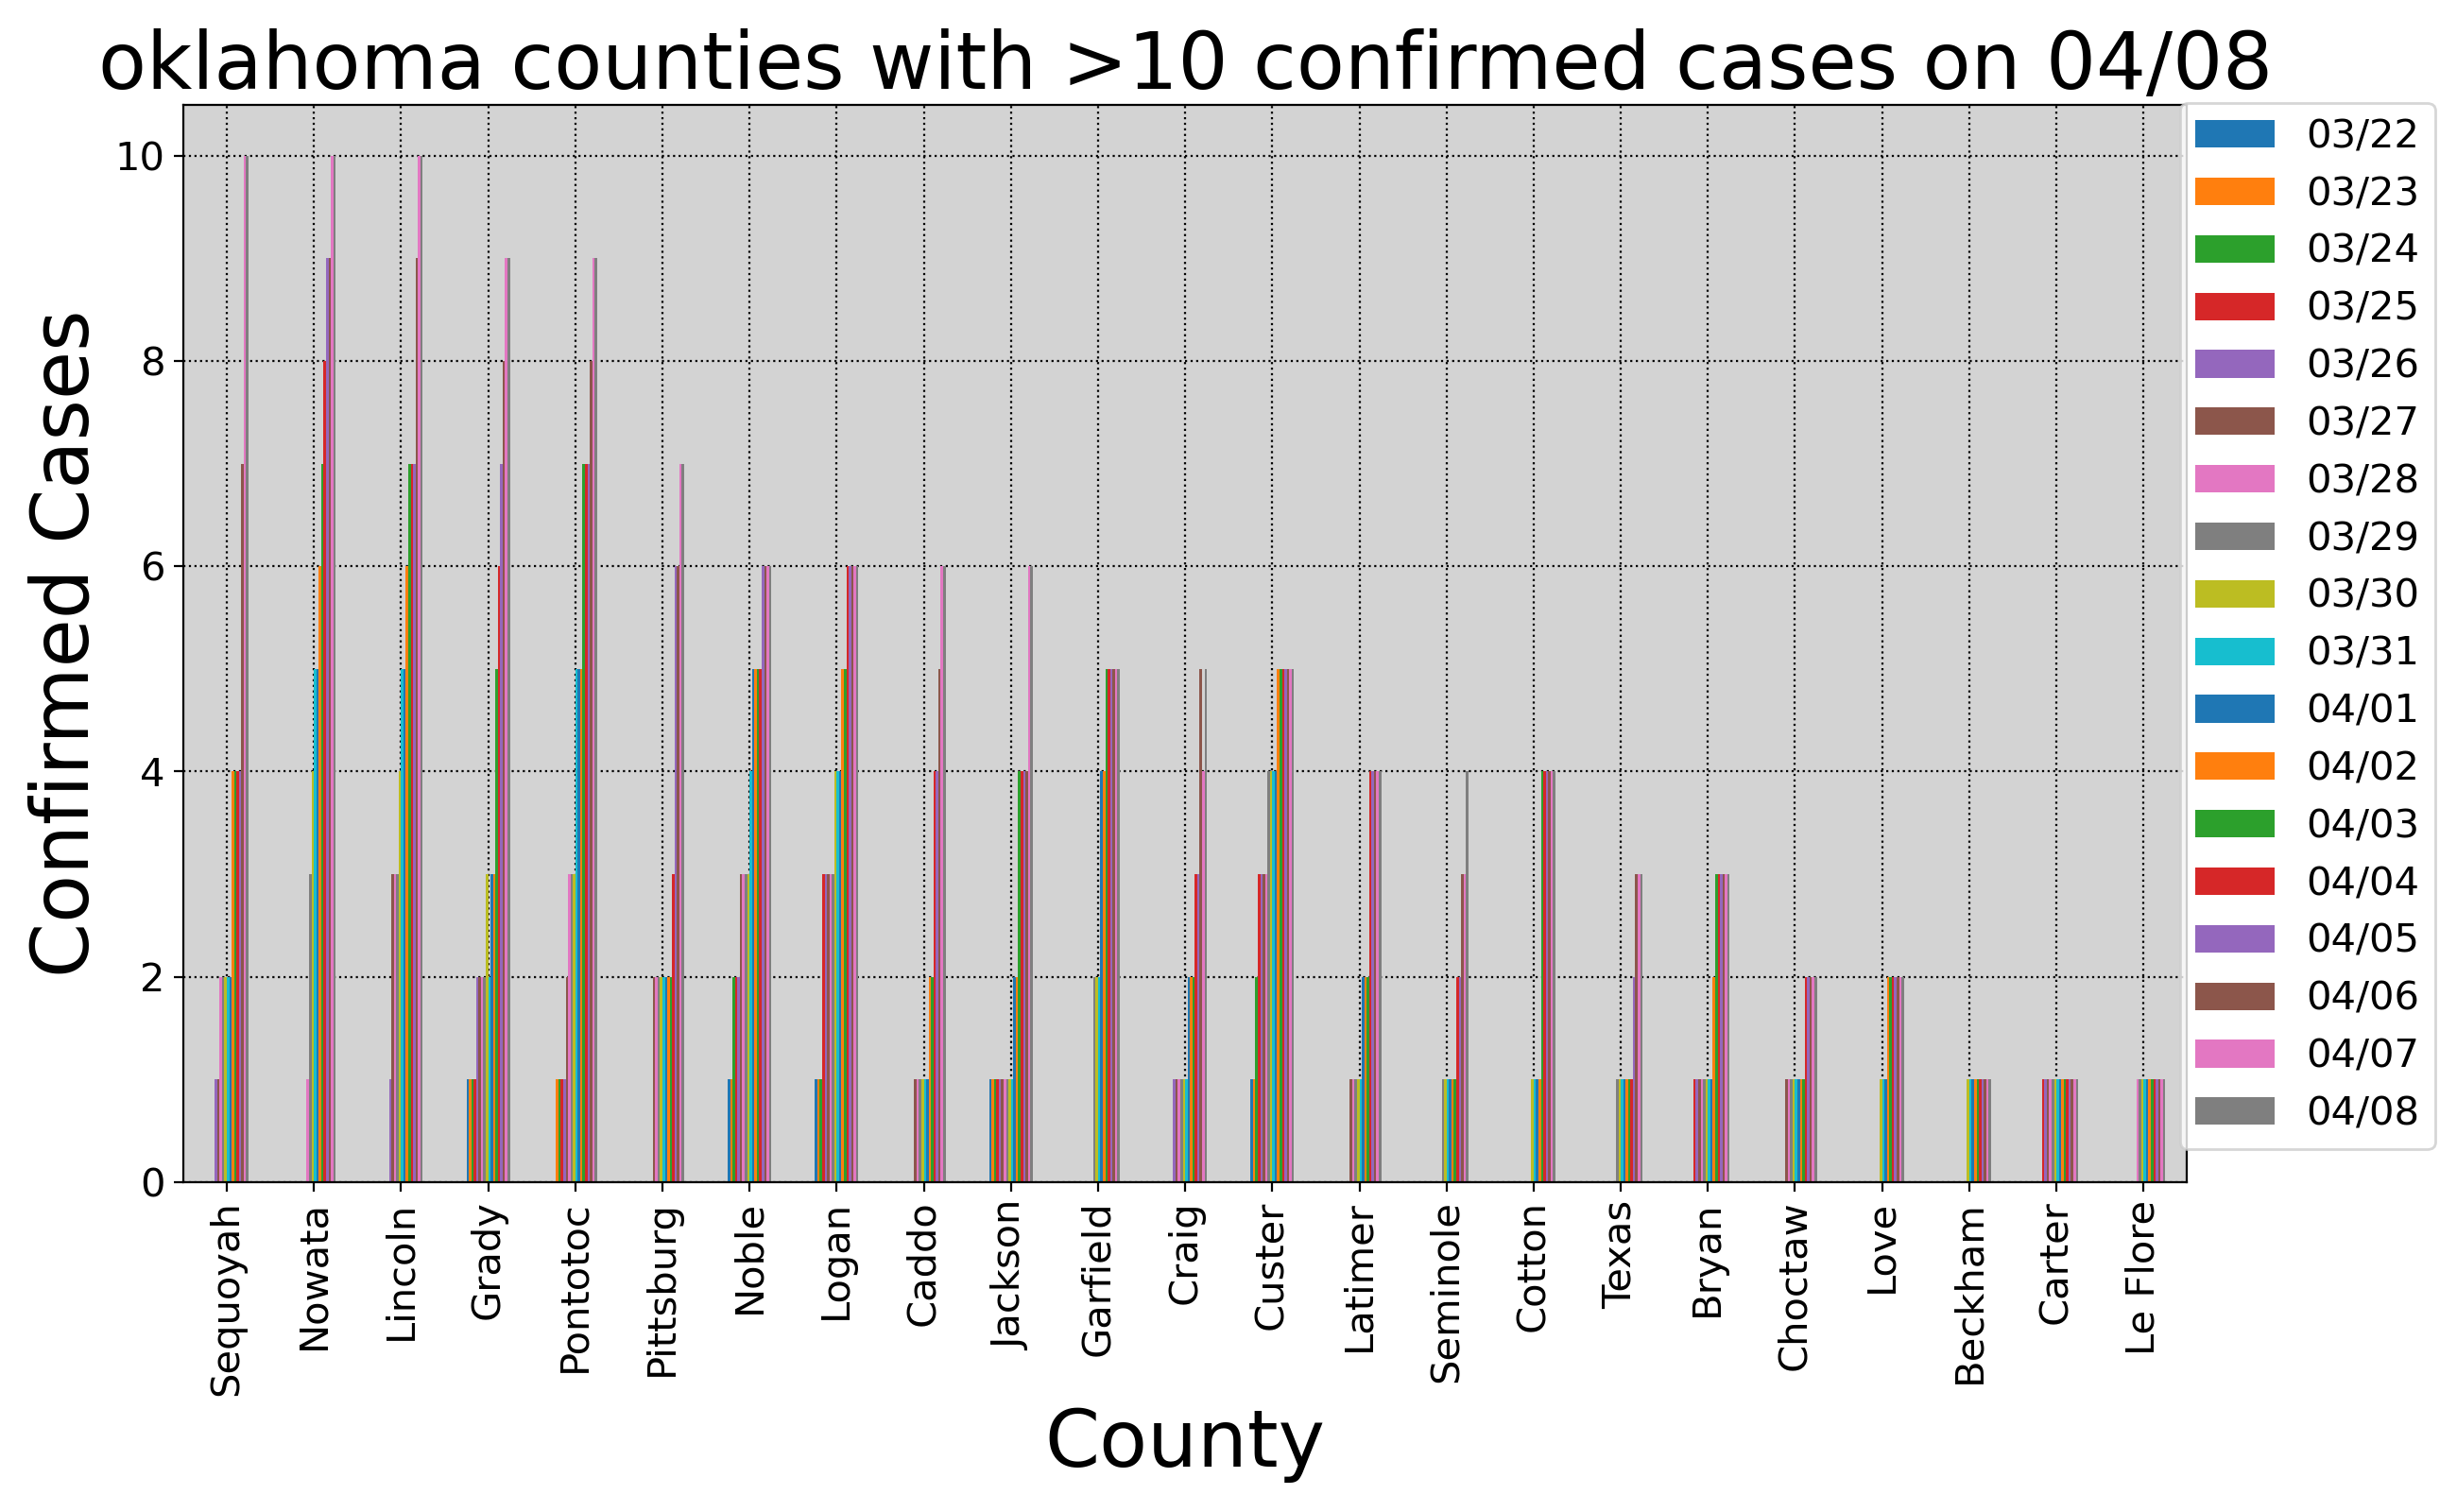 oklahoma counties with >10 confirmed cases on 04/08
Confirmed Cases
10
8
6
4
2
0
03/22
03/23
03/24
03/25
03/26
03/27
03/28
03/29
03/30
03/31
04/01
04/02
04/03
04/04
04/05
04/06
04/07
04/08
Sequoyah
Nowata
Lincoln
Grady
Pontotoc
Pittsburg
Noble
Logan
Caddo
Jackson
Garfield
Craig
Custer
Latimer
Seminole
Cotton
Texas
Bryan
Choctaw
Love
Beckham
Carter
Le Flore
County